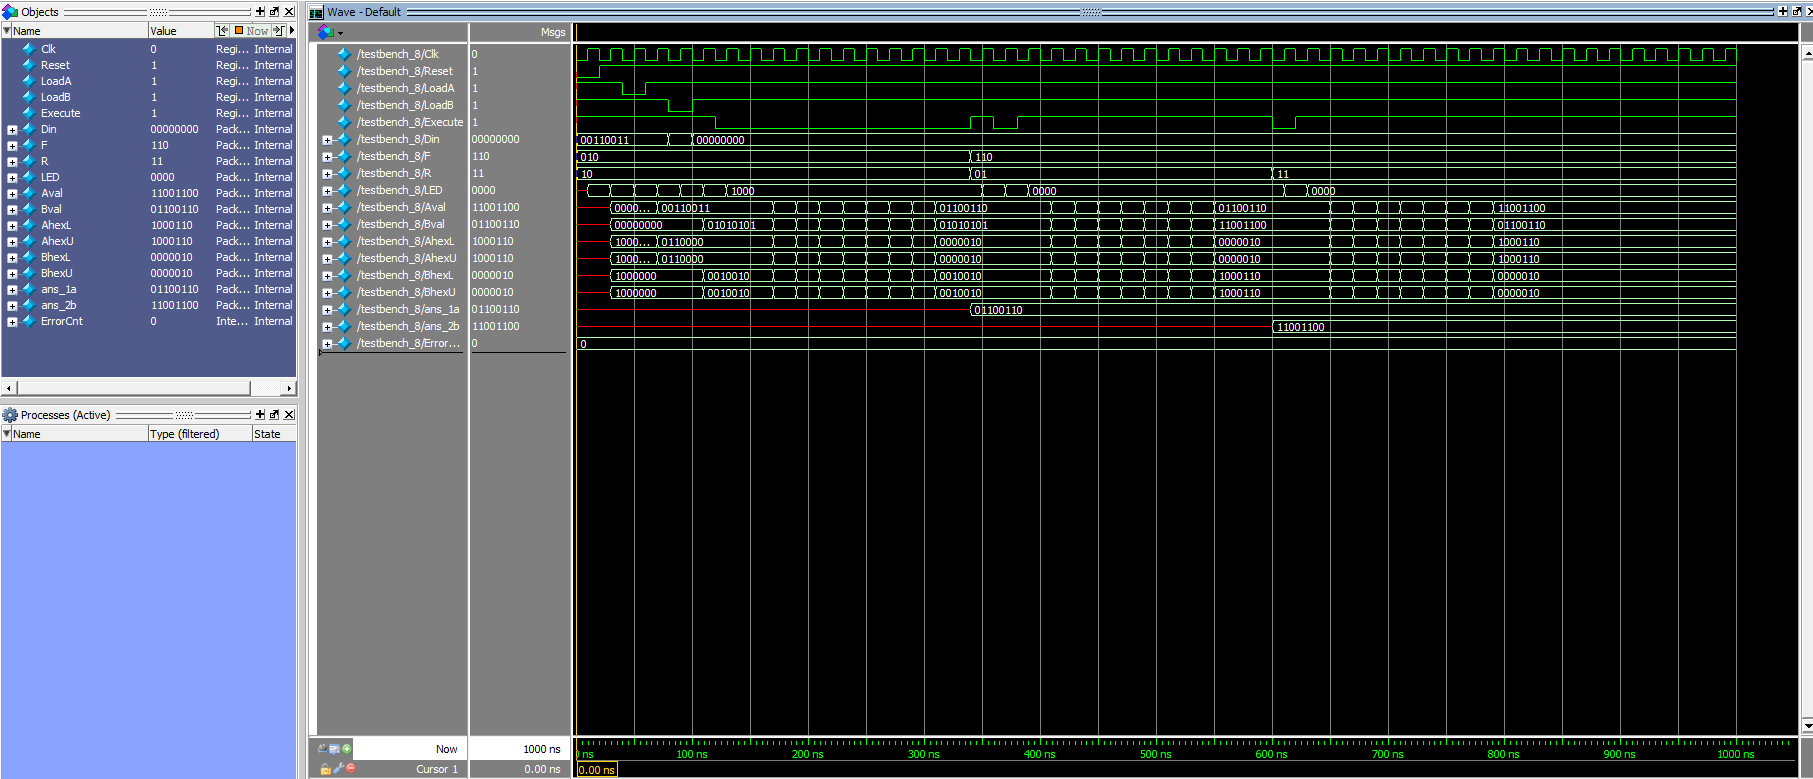 Objects
Name Value Now
Clk 0 Regi... Internal
Reset 1 Regi... Internal
LoadA 1 Regi... Internal
LoadB 1 Regi... Internal
Execute 1 Regi... Internal
Din 00000000 Pack... Internal
F 110 Pack... Internal
R 11 Pack... Internal
LED 0000 Pack... Internal
Aval 11001100 Pack... Internal
Bval 01100110 Pack... Internal
AhexL 1000110 Pack... Internal
AhexU 1000110 Pack... Internal
BhexL 0000010 Pack... Internal
BhexU 0000010 Pack... Internal
ans_1a 01100110 Pack... Internal
ans_2b 11001100 Pack... Internal
ErrorCnt 0 Inte... Internal
Processes (Active)
Name Type (filtered) State
Wave - Default
Msgs
/testbench_8/Clk 0
/testbench_8/Reset 1
/testbench_8/LoadA 1
/testbench_8/LoadB 1
/testbench_8/Execute 1
/testbench_8/Din 00000000 00110011 00000000
/testbench_8/F 110 010 110
/testbench_8/R 11 10 01 11
/testbench_8/LED 0000 1000 0000 0000
/testbench_8/Aval 11001100 0000... 00110011 01100110 01100110 11001100
/testbench_8/Bval 01100110 00000000 01010101 01010101 11001100 01100110
/testbench_8/AhexL 1000110 1000... 0110000 0000010 0000010 1000110
/testbench_8/AhexU 1000110 1000... 0110000 0000010 0000010 1000110
/testbench_8/BhexL 0000010 1000000 0010010 0010010 1000110 0000010
/testbench_8/BhexU 0000010 1000000 0010010 0010010 1000110 0000010
/testbench_8/ans_1a 01100110 01100110
/testbench_8/ans_2b 11001100 11001100
/testbench_8/Error... 0 0
Now 1000 ns
0 ns 100 ns 200 ns 300 ns 400 ns 500 ns 600 ns 700 ns 800 ns 900 ns 1000 ns
Cursor 1 0.00 ns 0.00 ns